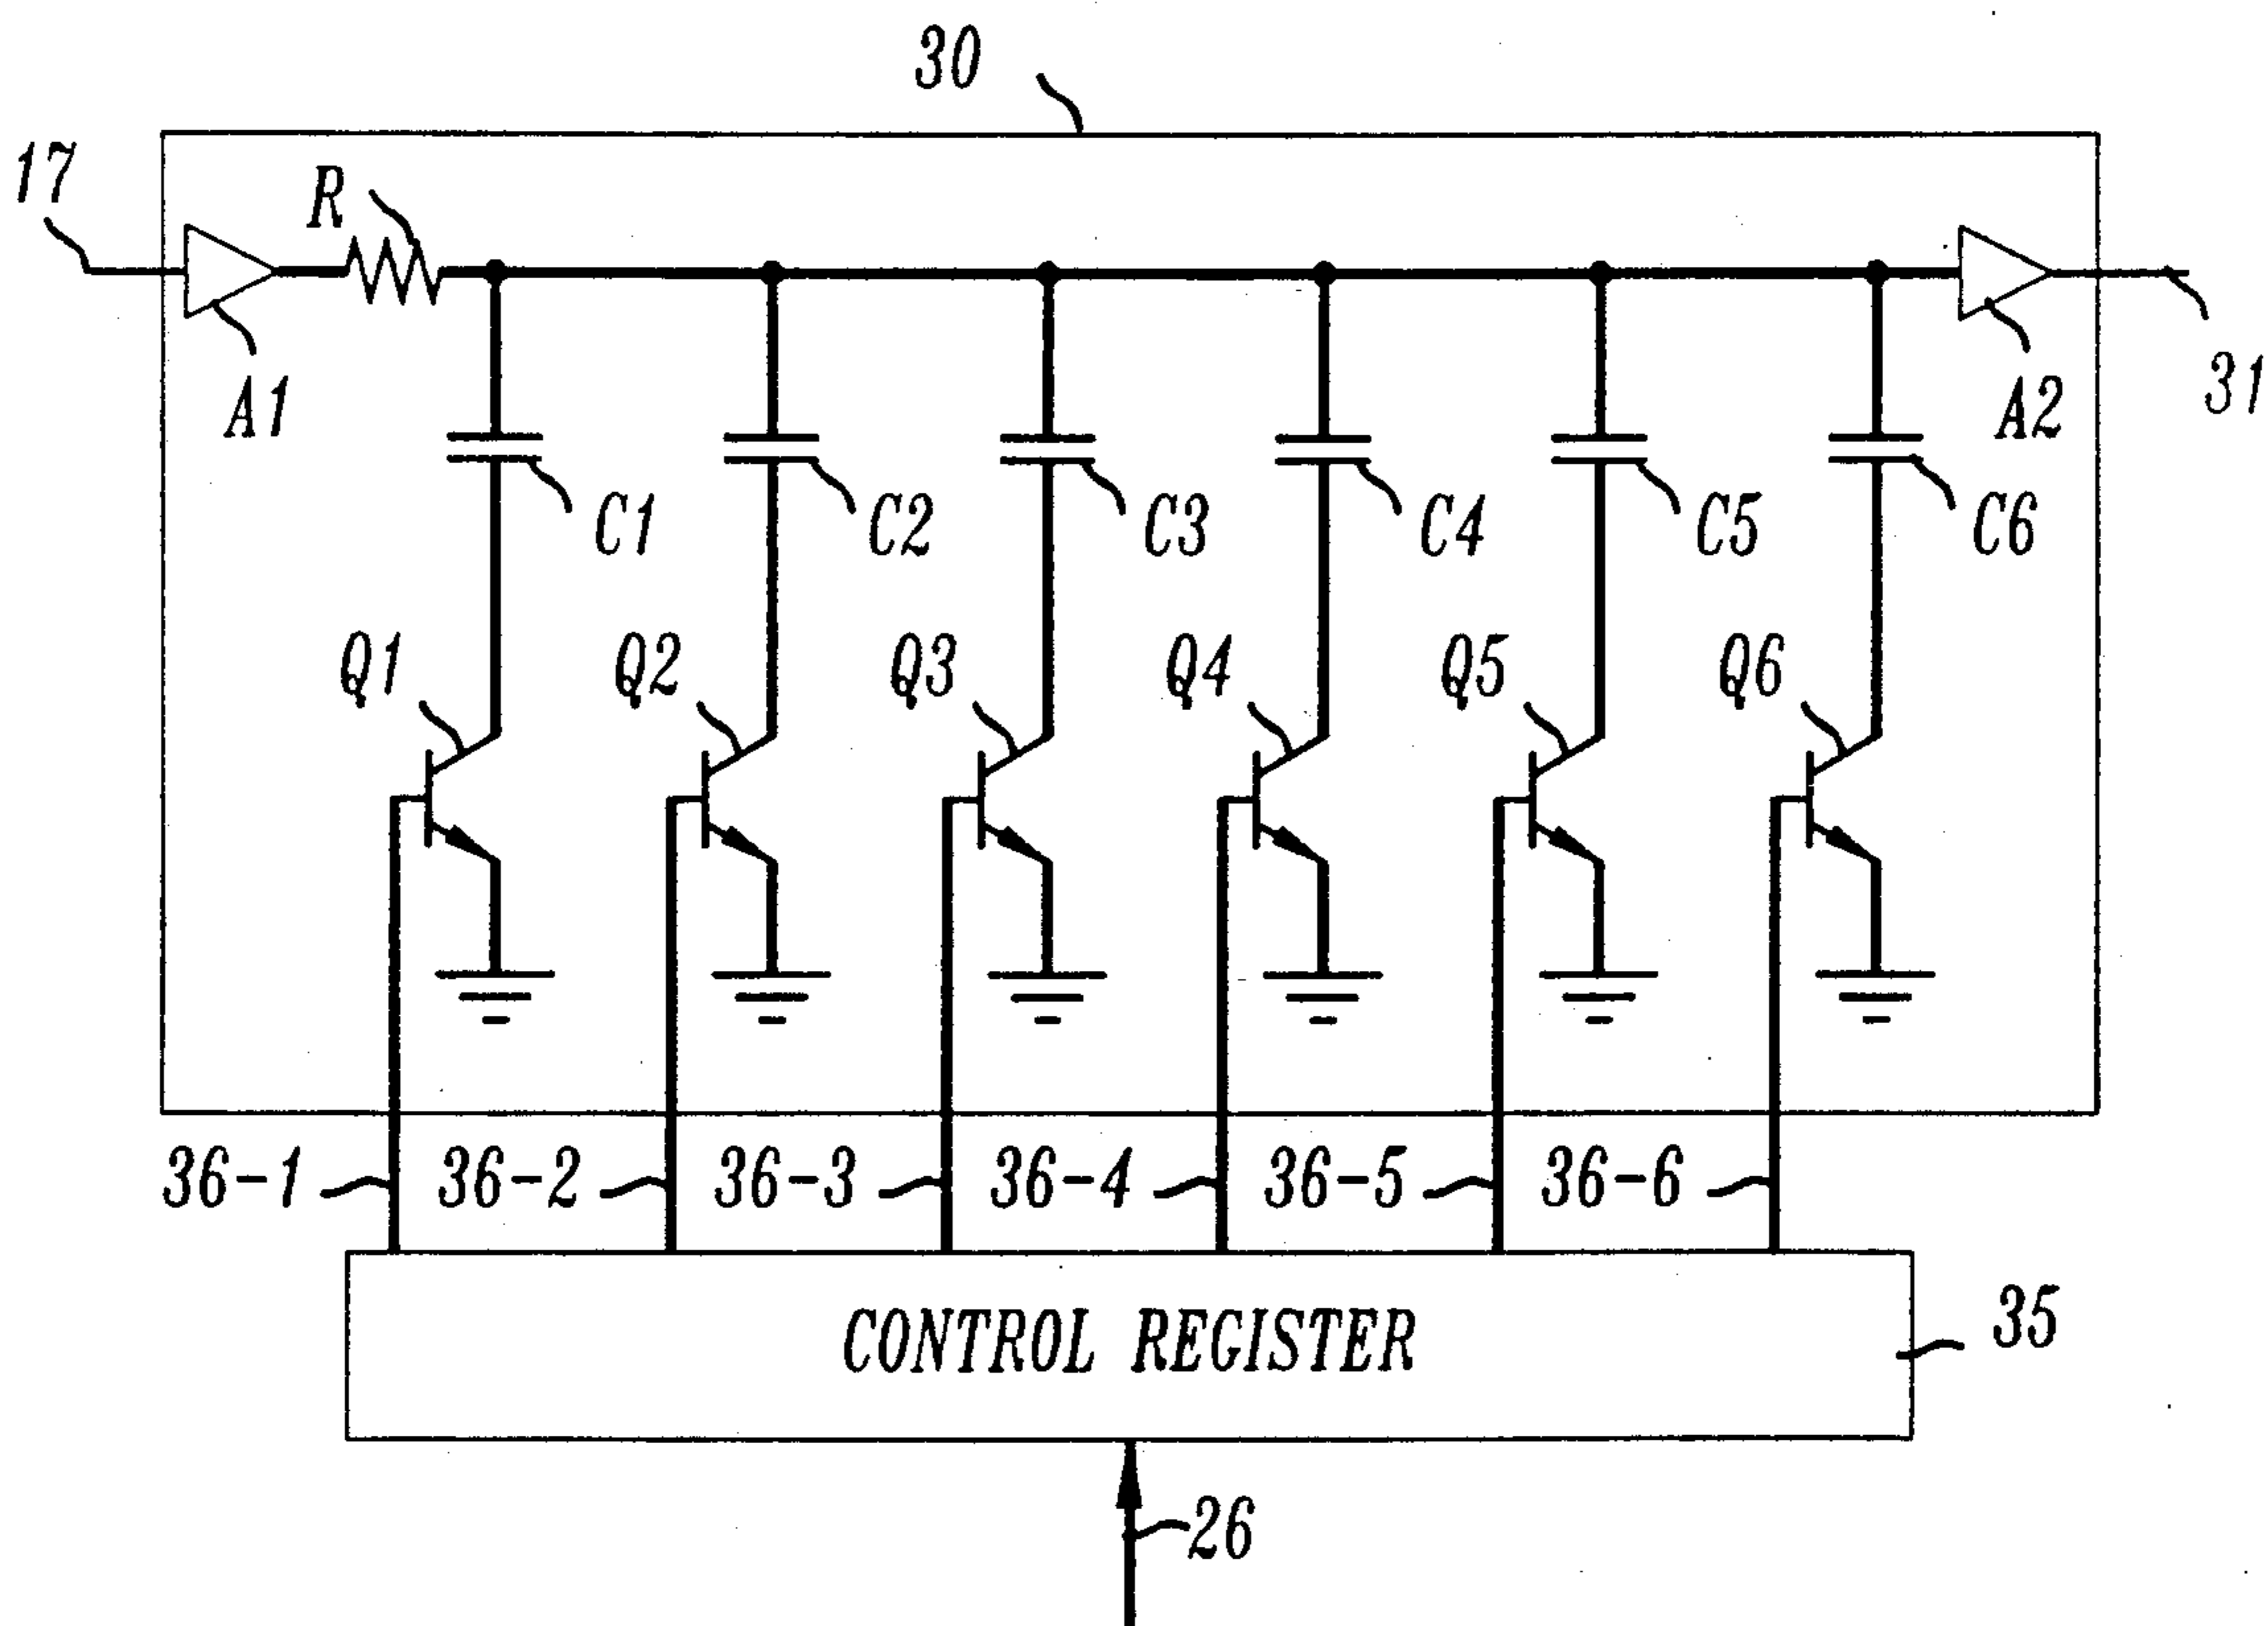 30
17
R
A1
A2
31
C1 C2 C3 C4 C5 C6
Q1 Q2 Q3 Q4 Q5 Q6
36-1 36-2 36-3 36-4 36-5 36-6
CONTROL REGISTER
35
26